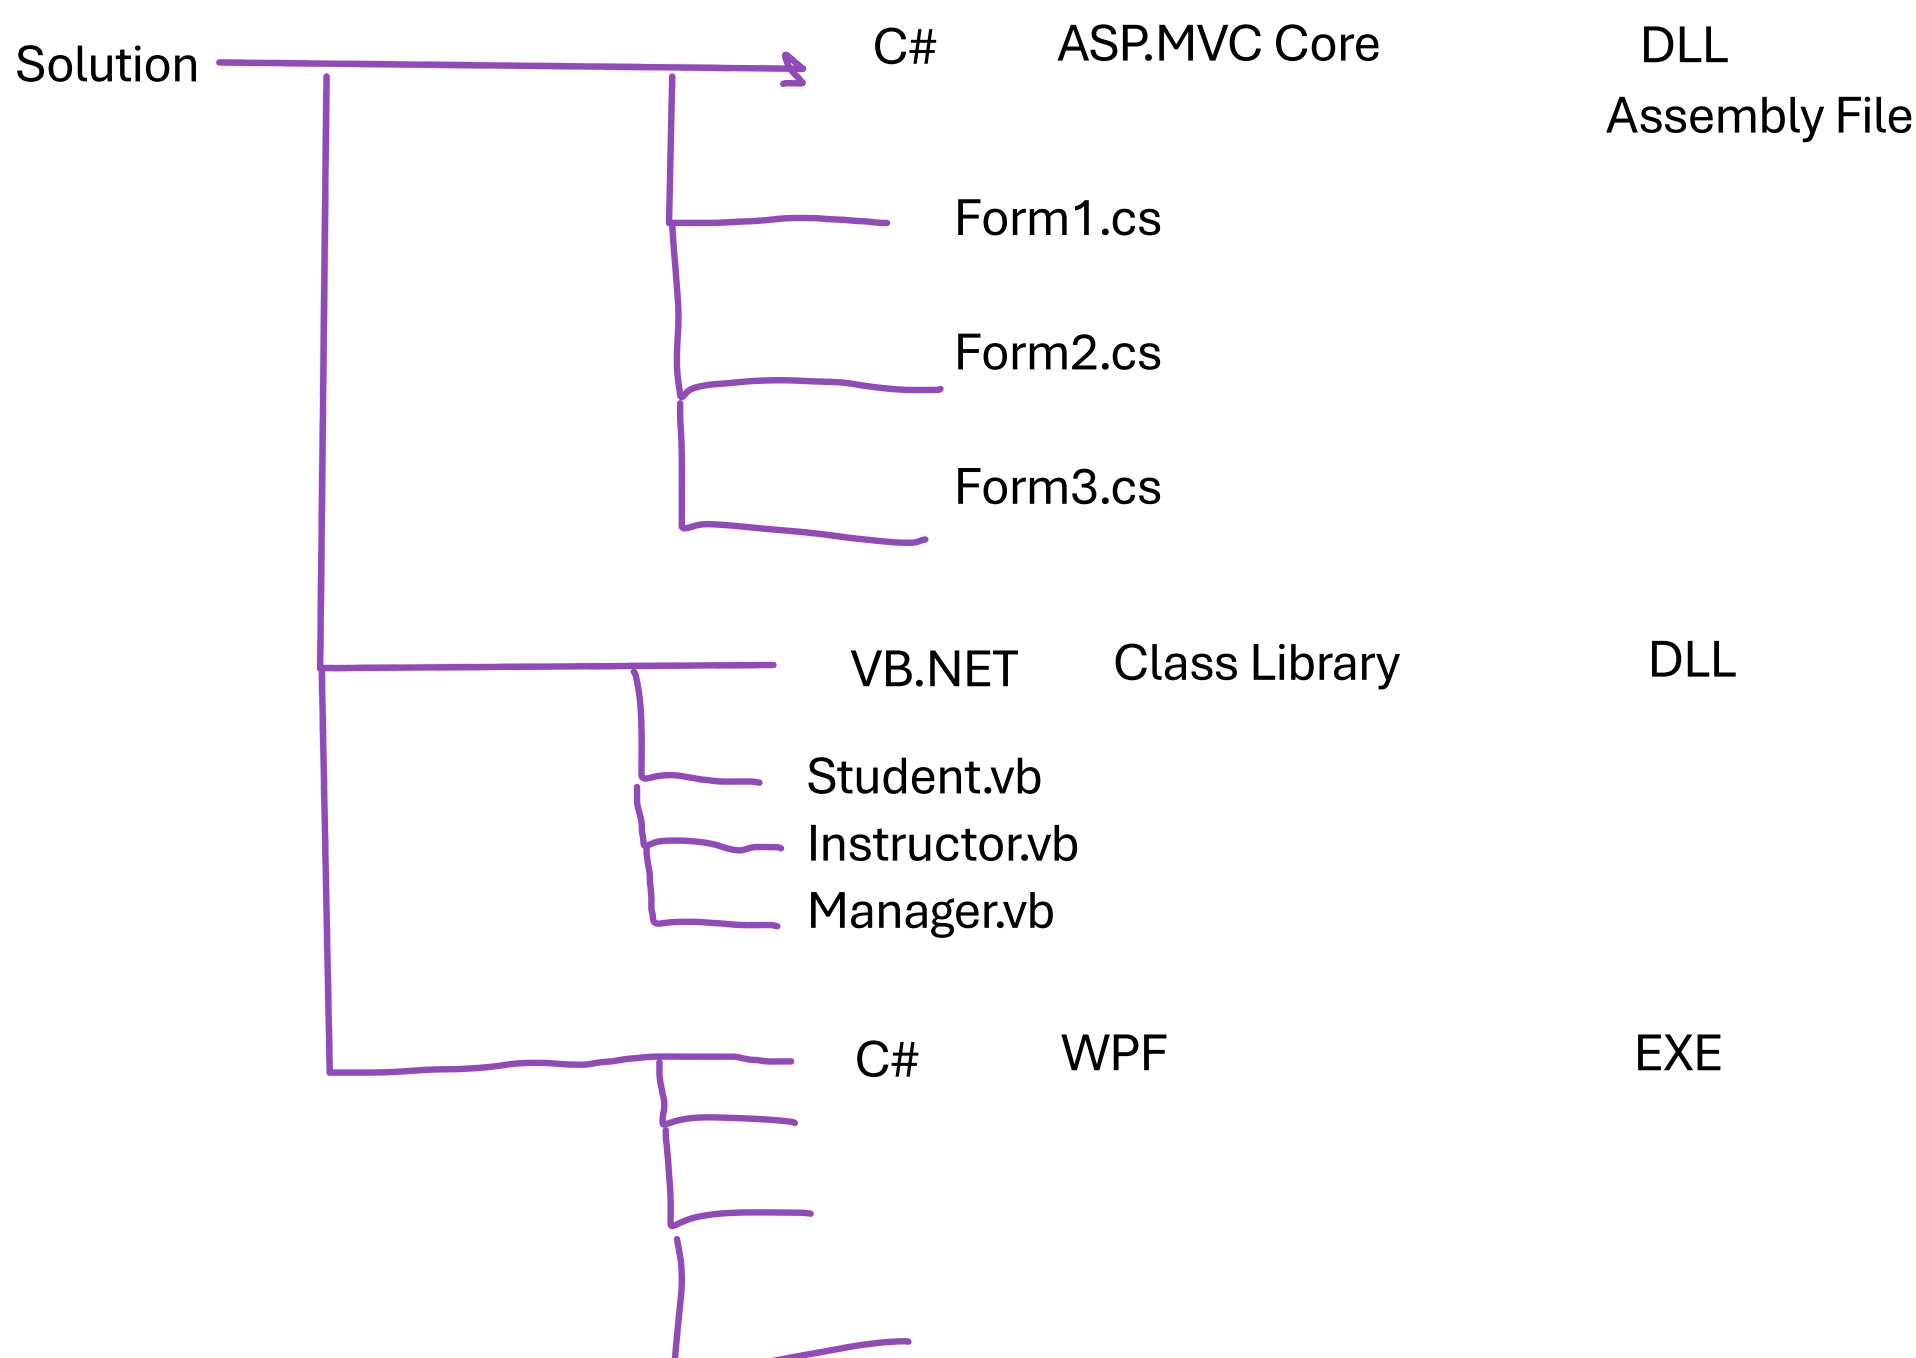 Solution C# ASP.MVC Core DLL
Assembly File
Form1.cs
Form2.cs
Form3.cs
VB.NET Class Library DLL
Student.vb
Instructor.vb
Manager.vb
C# WPF EXE